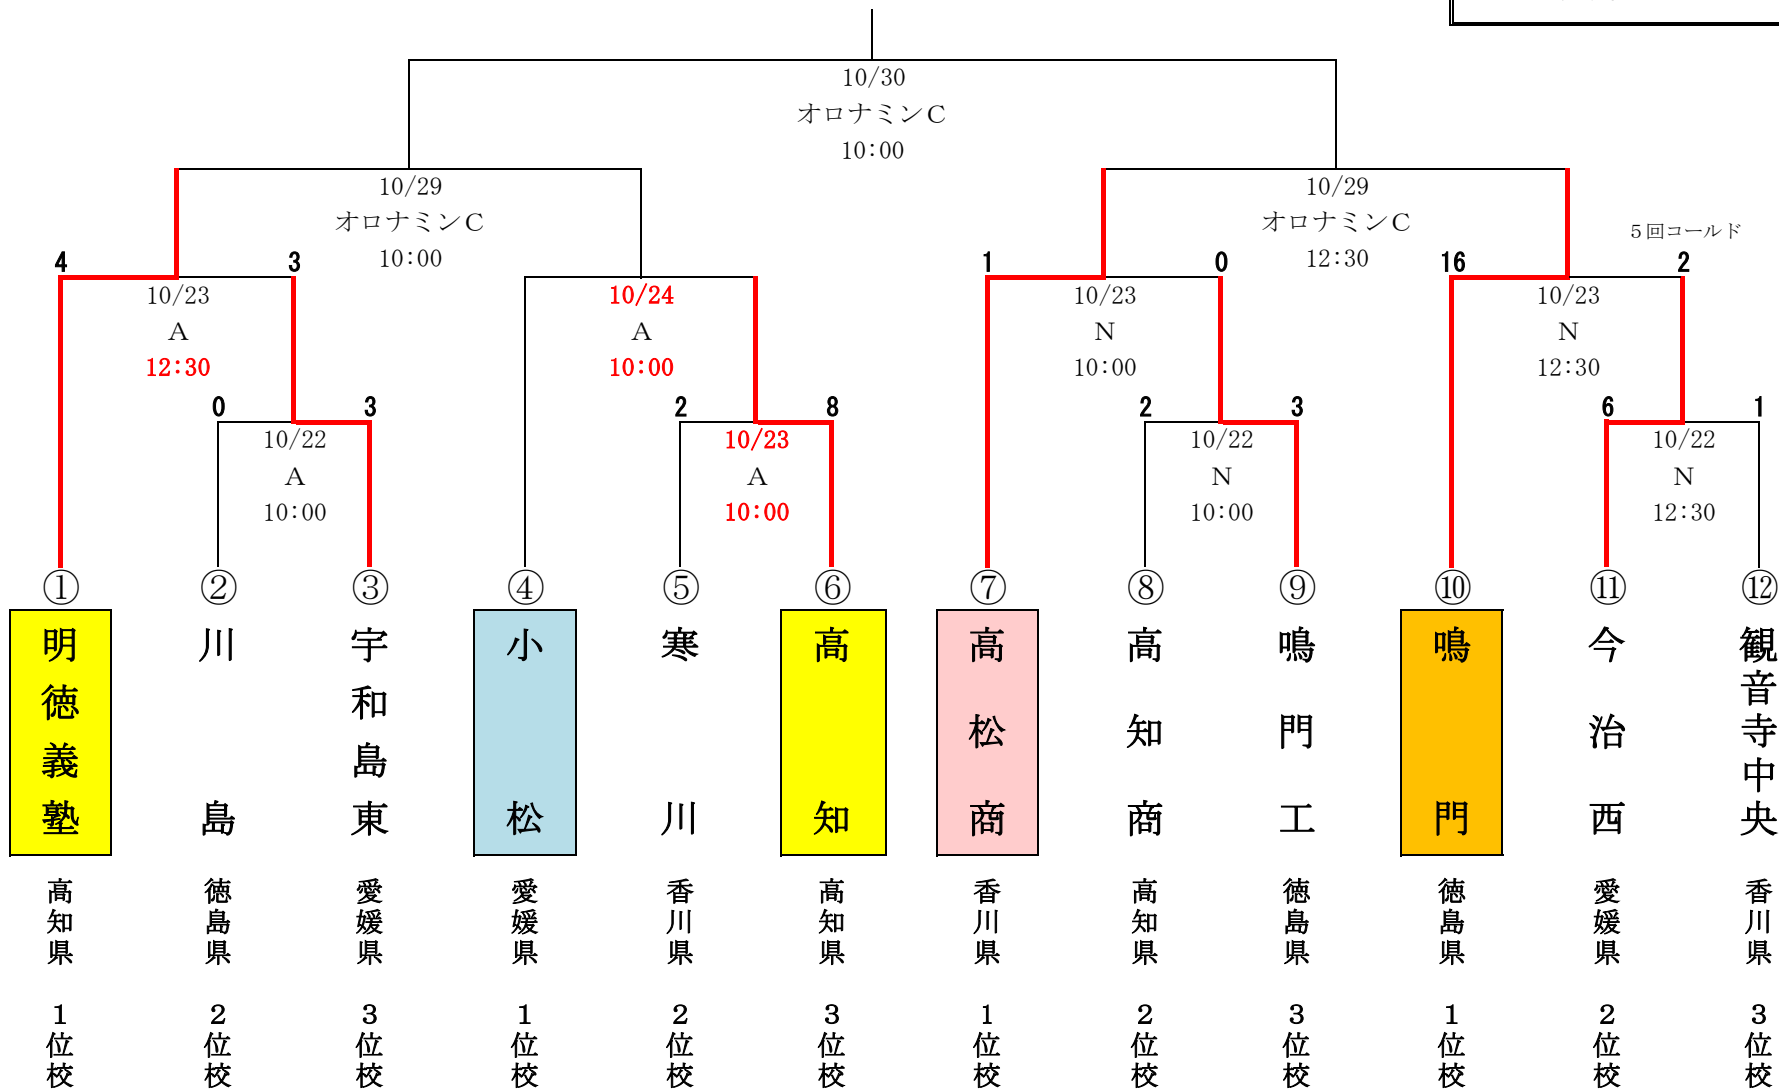 10/30
オロナミンC
10:00
10/29
オロナミンC
10:00
10/29
オロナミンC
12:30
5回コールド
4
3
1
0
16
2
10/23
A
12:30
10/24
A
10:00
10/23
N
10:00
10/23
N
12:30
0
3
2
8
2
3
6
1
10/22
A
10:00
10/23
A
10:00
10/22
N
10:00
10/22
N
12:30
①
明徳義塾
高知県
1位校
②
川島
徳島県
2位校
③
宇和島東
愛媛県
3位校
④
小松
愛媛県
1位校
⑤
寒川
香川県
2位校
⑥
高知
高知県
3位校
⑦
高松商
香川県
1位校
⑧
高知商
高知県
2位校
⑨
鳴門工
徳島県
3位校
⑩
鳴門
徳島県
1位校
⑪
今治西
愛媛県
2位校
⑫
観音寺中央
香川県
3位校